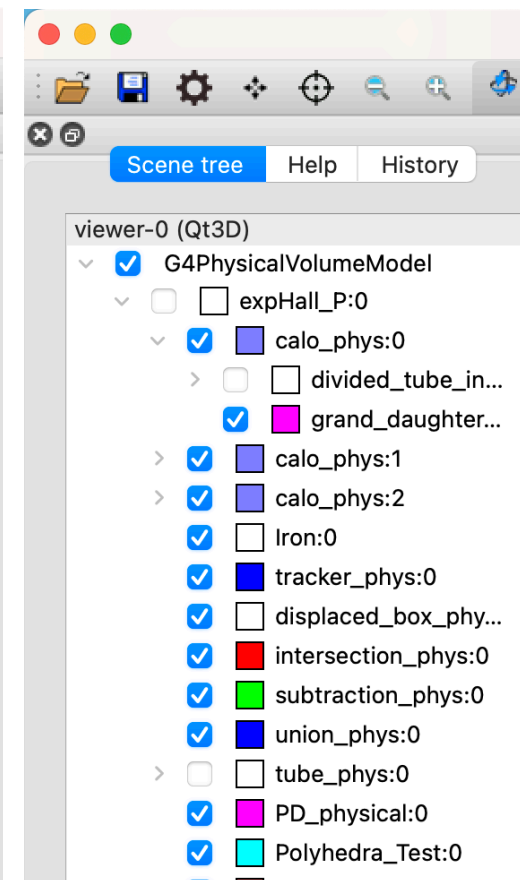 Scene tree Help History
viewer-0 (Qt3D)
G4PhysicalVolumeModel
expHall_P:0
calo_phys:0
divided_tube_in...
grand_daughter...
calo_phys:1
calo_phys:2
Iron:0
tracker_phys:0
displaced_box_phy...
intersection_phys:0
subtraction_phys:0
union_phys:0
tube_phys:0
PD_physical:0
Polyhedra_Test:0